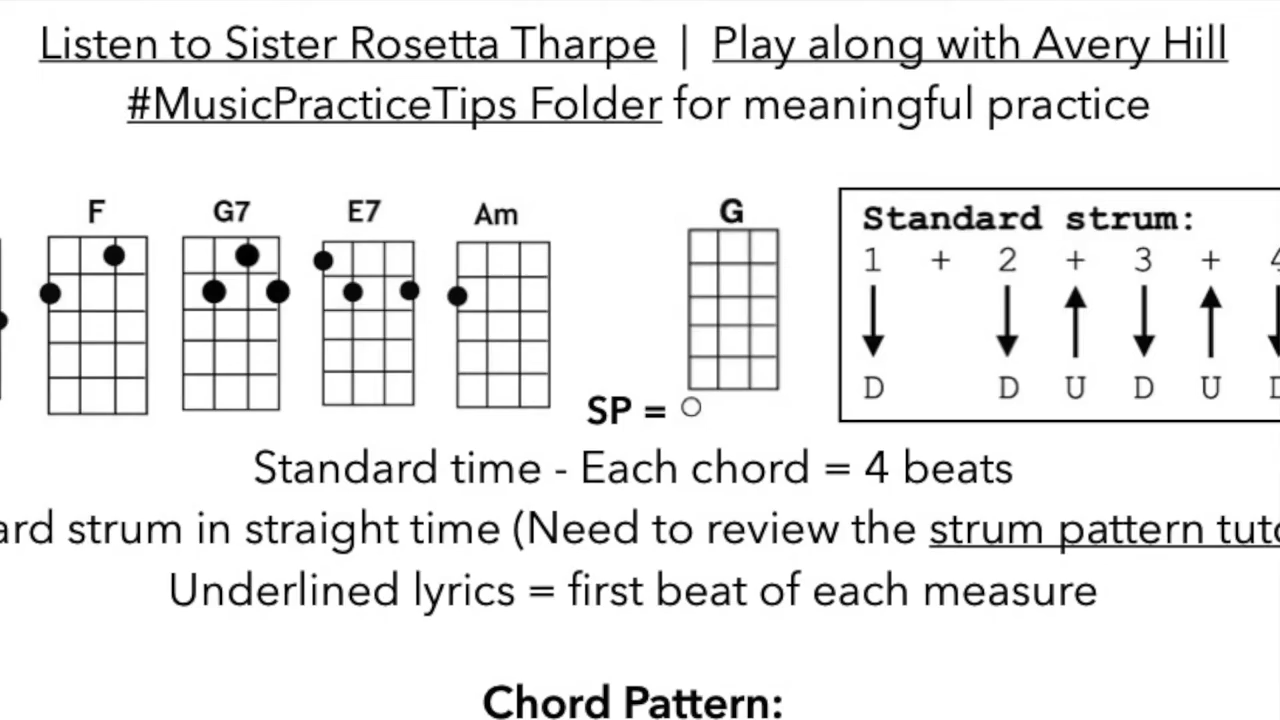 Listen to Sister Rosetta Tharpe | Play along with Avery Hill
#MusicPracticeTips Folder for meaningful practice
F G7 E7 Am G
Standard strum:
1 + 2 + 3 + 4
D D U D U D
SP =
Standard time - Each chord = 4 beats
ard strum in straight time (Need to review the strum pattern tuto
Underlined lyrics = first beat of each measure
Chord Pattern: